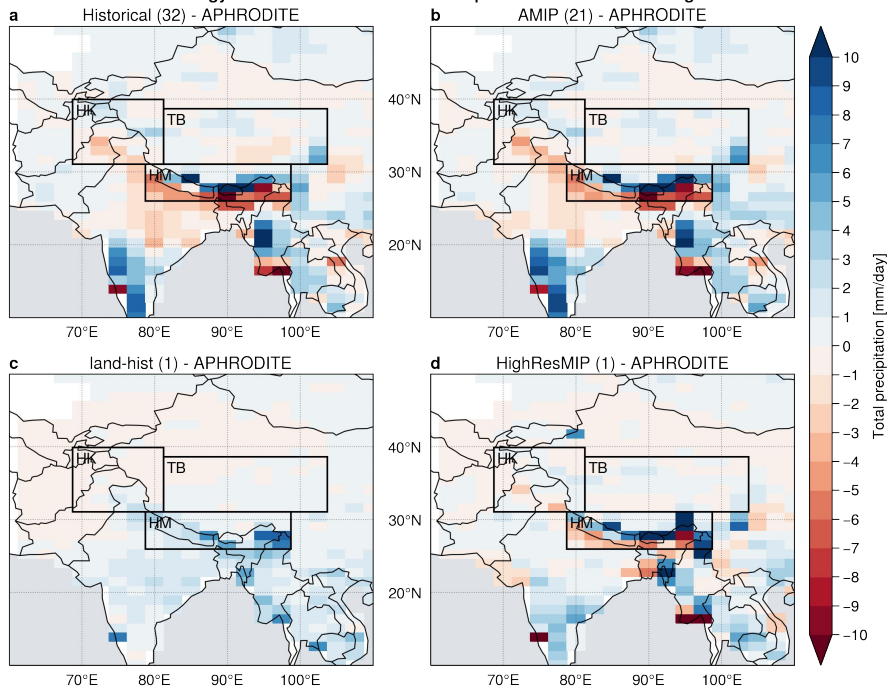 a Historical (32) - APHRODITE
b AMIP (21) - APHRODITE
HK
TB
HM
HK
TB
HM
40°N
30°N
20°N
70°E 80°E 90°E 100°E
70°E 80°E 90°E 100°E
c land-hist (1) - APHRODITE
d HighResMIP (1) - APHRODITE
HK
TB
HM
HK
TB
HM
40°N
30°N
20°N
70°E 80°E 90°E 100°E
70°E 80°E 90°E 100°E
10
9
8
7
6
5
4
3
2
1
0
−1
−2
−3
−4
−5
−6
−7
−8
−9
−10
Total precipitation [mm/day]